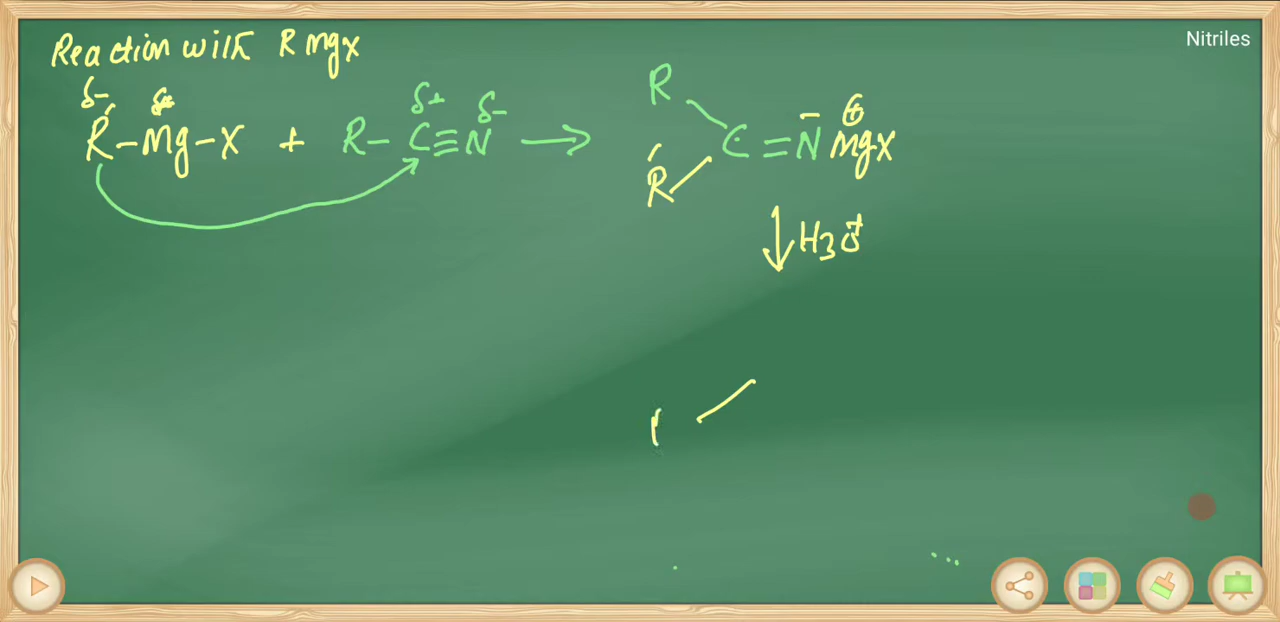 Reaction with R Mgx
Nitriles
δ- δ+ δ+ δ-
R′-Mg-X + R-C≡N → R R′ C=N⁻ ⊕MgX
↓ H3O+